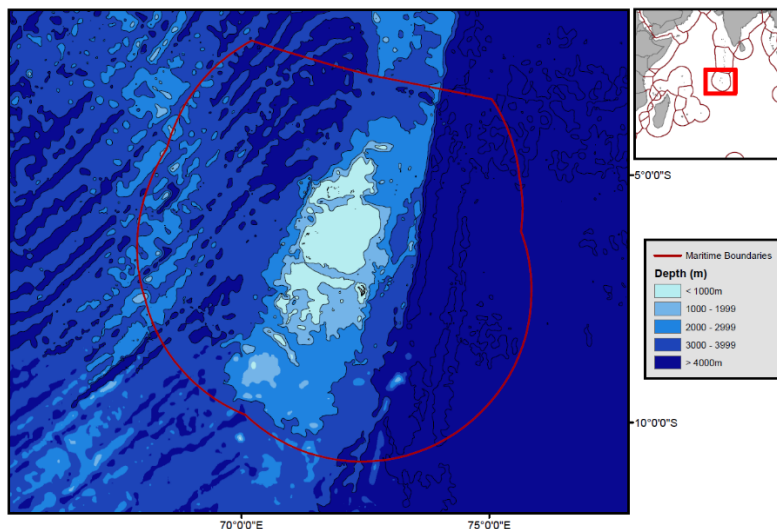 5°0'0"S
Maritime Boundaries
Depth (m)
< 1000m
1000 - 1999
2000 - 2999
3000 - 3999
> 4000m
10°0'0"S
70°0'0"E
75°0'0"E